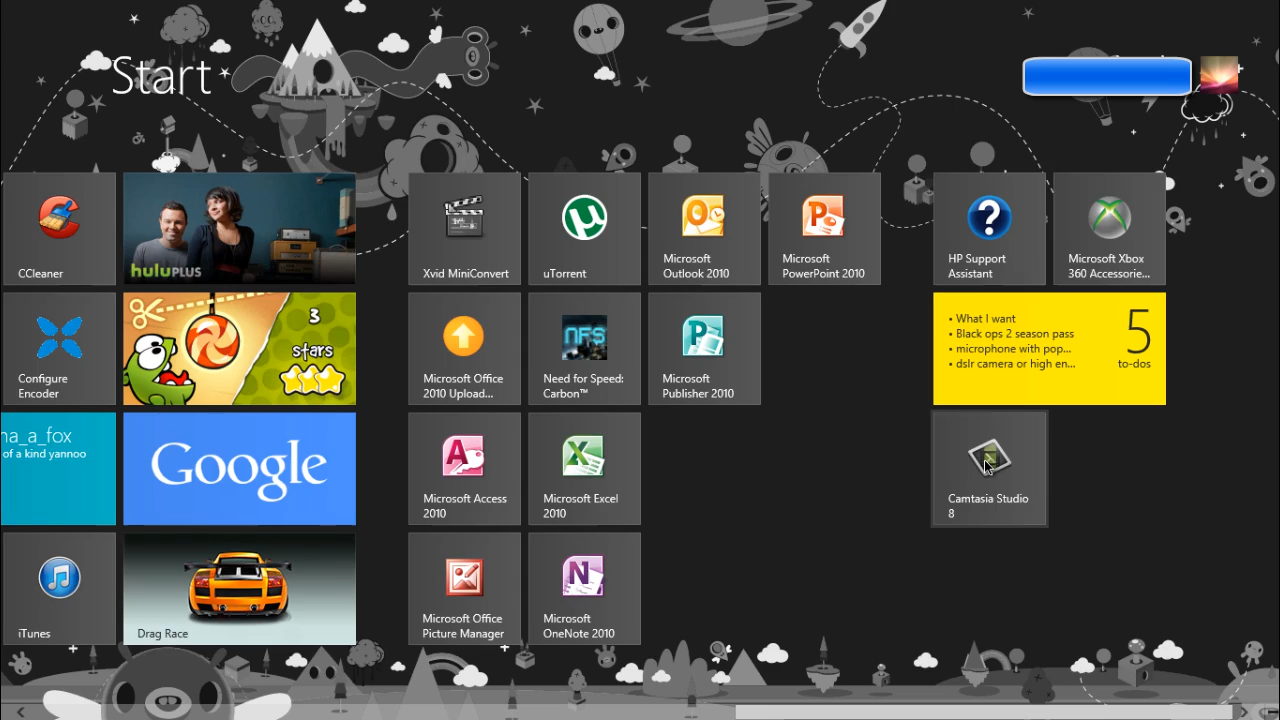 Start
CCleaner
huluPLUS
Xvid MiniConvert
uTorrent
Microsoft
Outlook 2010
Microsoft
PowerPoint 2010
HP Support
Assistant
Microsoft Xbox
360 Accessorie...
Configure
Encoder
3
stars
Microsoft Office
2010 Upload...
NFS
Need for Speed:
Carbon™
Microsoft
Publisher 2010
• What I want
• Black ops 2 season pass
• microphone with pop...
• dslr camera or high en...
5
to-dos
na_a_fox
of a kind yannoo
Google
Microsoft Access
2010
Microsoft Excel
2010
Camtasia Studio
8
iTunes
Drag Race
Microsoft Office
Picture Manager
Microsoft
OneNote 2010